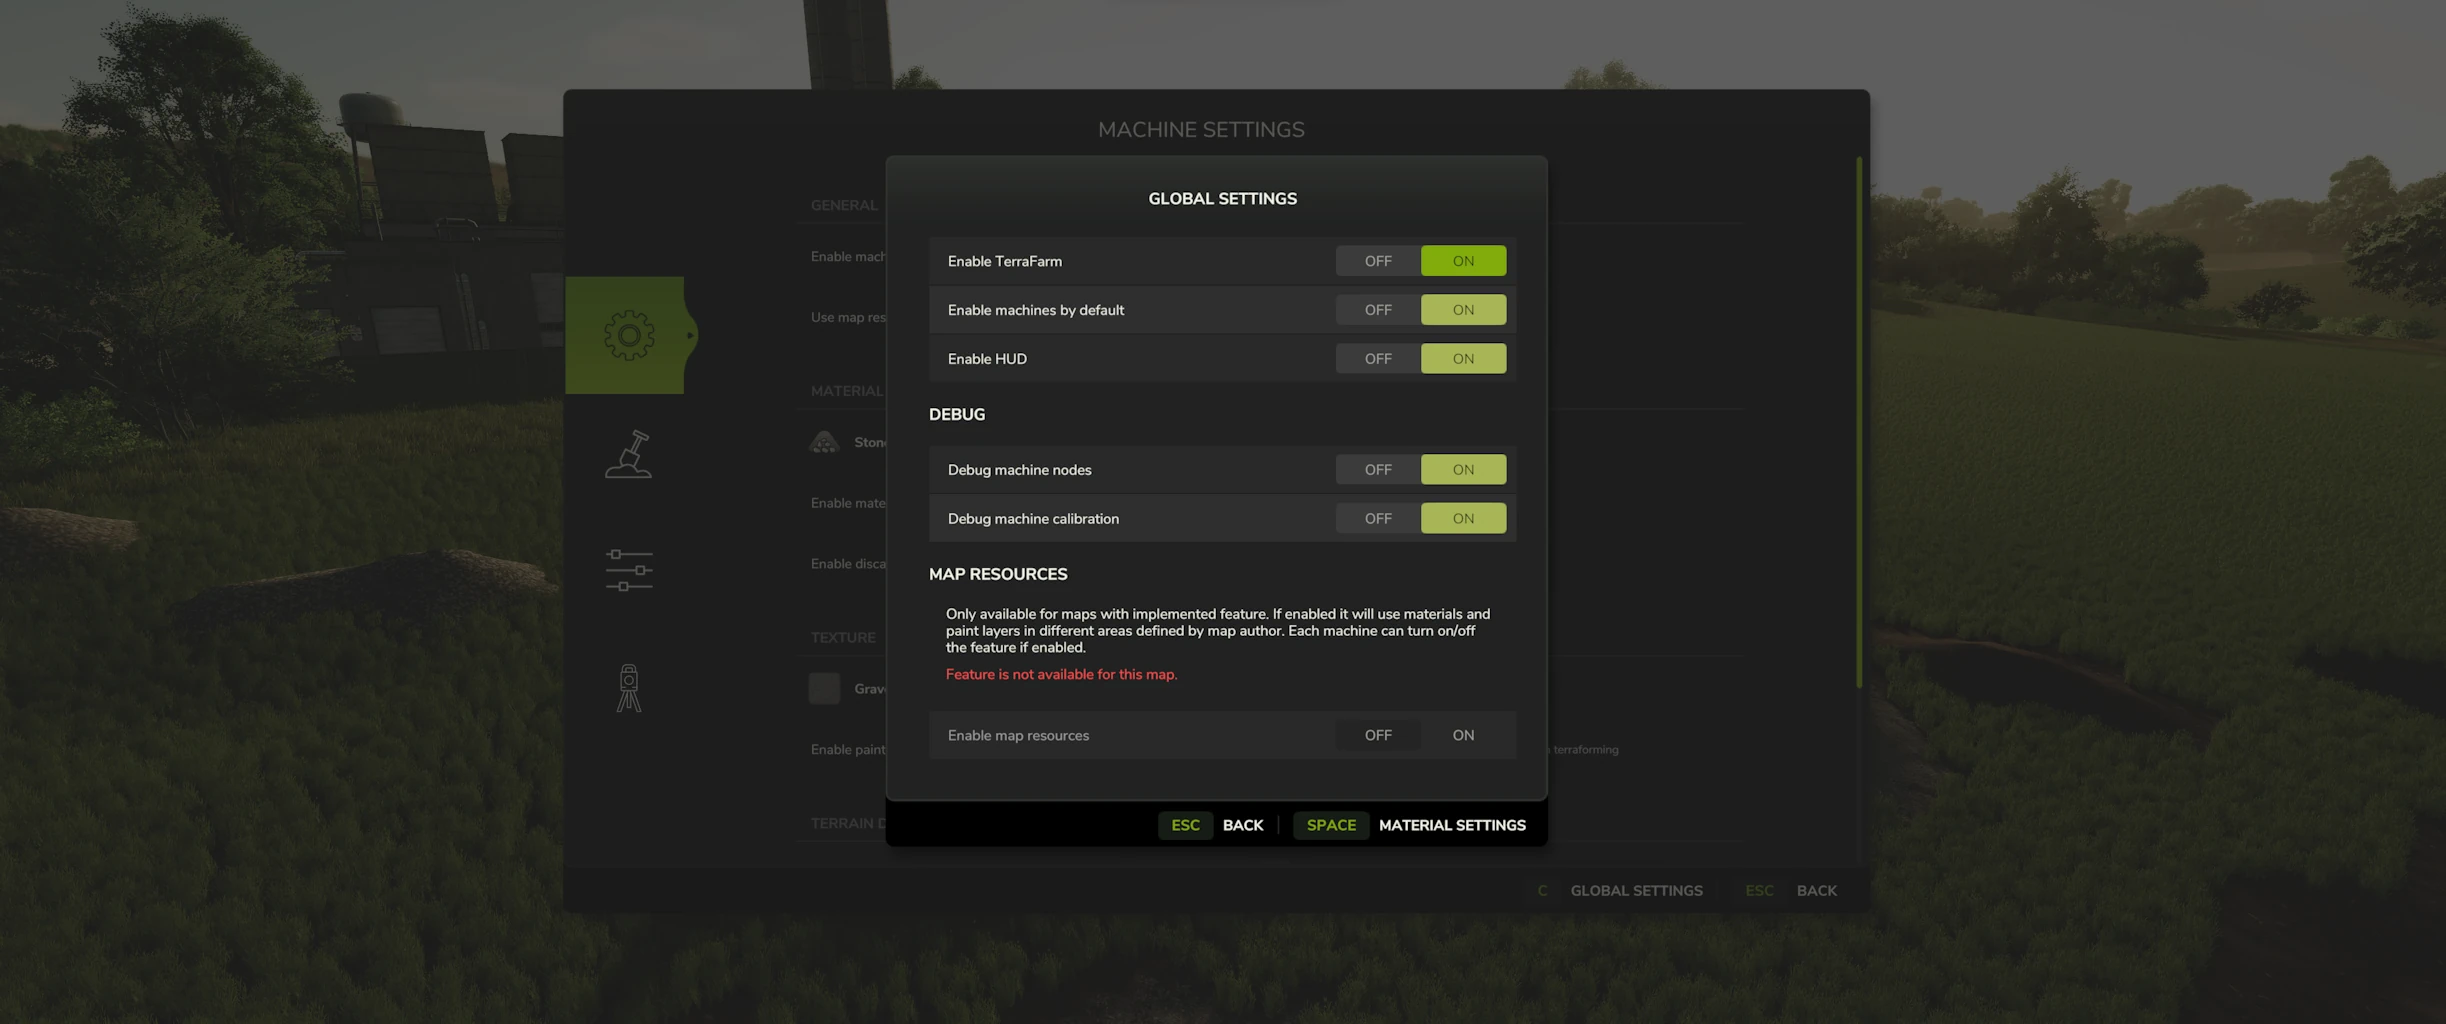 MACHINE SETTINGS
GENERAL
Enable mach
Use map res
MATERIAL
Ston
Enable mate
Enable disca
TEXTURE
Grav
Enable paint
terraforming
TERRAIN D
GLOBAL SETTINGS
Enable TerraFarm OFF ON
Enable machines by default OFF ON
Enable HUD OFF ON
DEBUG
Debug machine nodes OFF ON
Debug machine calibration OFF ON
MAP RESOURCES
Only available for maps with implemented feature. If enabled it will use materials and
paint layers in different areas defined by map author. Each machine can turn on/off
the feature if enabled.
Feature is not available for this map.
Enable map resources OFF ON
ESC BACK SPACE MATERIAL SETTINGS
C GLOBAL SETTINGS ESC BACK